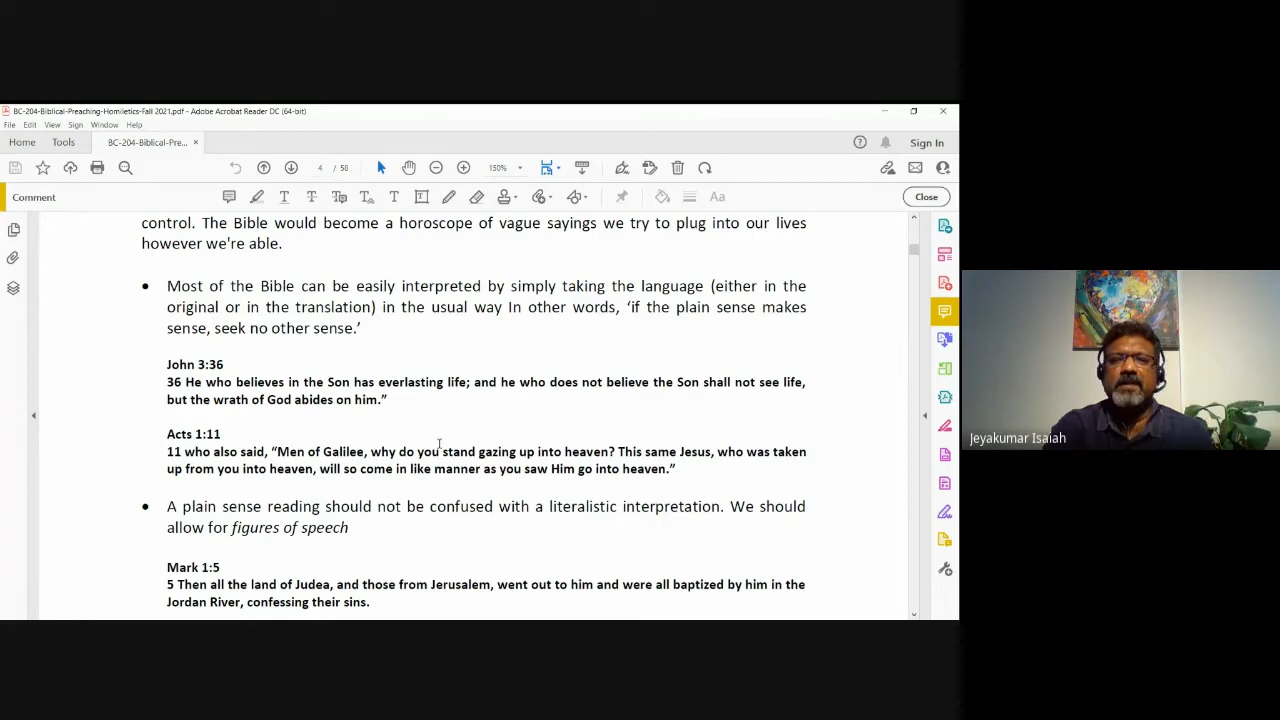 BC-204-Biblical-Preaching-Homiletics-Fall 2021.pdf - Adobe Acrobat Reader DC (64-bit)
File Edit View Sign Window Help
Home Tools BC-204-Biblical-Pre... × Sign In
4 / 58 150%
Comment Aa Close
control. The Bible would become a horoscope of vague sayings we try to plug into our lives
however we're able.
• Most of the Bible can be easily interpreted by simply taking the language (either in the
original or in the translation) in the usual way In other words, ‘if the plain sense makes
sense, seek no other sense.’
John 3:36
36 He who believes in the Son has everlasting life; and he who does not believe the Son shall not see life,
but the wrath of God abides on him.”
Acts 1:11
11 who also said, “Men of Galilee, why do you stand gazing up into heaven? This same Jesus, who was taken
up from you into heaven, will so come in like manner as you saw Him go into heaven.”
• A plain sense reading should not be confused with a literalistic interpretation. We should
allow for figures of speech
Mark 1:5
5 Then all the land of Judea, and those from Jerusalem, went out to him and were all baptized by him in the
Jordan River, confessing their sins.
Jeyakumar Isaiah